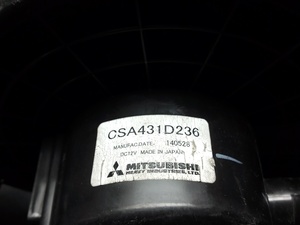 CSA431D236
MANUFAC.DATE. 140528
DC12V MADE IN JAPAN
MITSUBISHI
HEAVY INDUSTRIES, LTD.